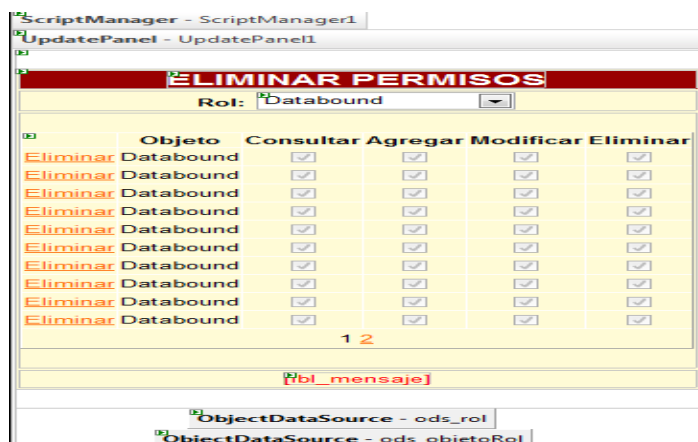 ScriptManager - ScriptManager1
UpdatePanel - UpdatePanel1
ELIMINAR PERMISOS
Rol: Databound
Objeto Consultar Agregar Modificar Eliminar
Eliminar Databound
Eliminar Databound
Eliminar Databound
Eliminar Databound
Eliminar Databound
Eliminar Databound
Eliminar Databound
Eliminar Databound
Eliminar Databound
Eliminar Databound
1 2
[lbl_mensaje]
ObjectDataSource - ods_rol
ObjectDataSource - ods_objetoRol